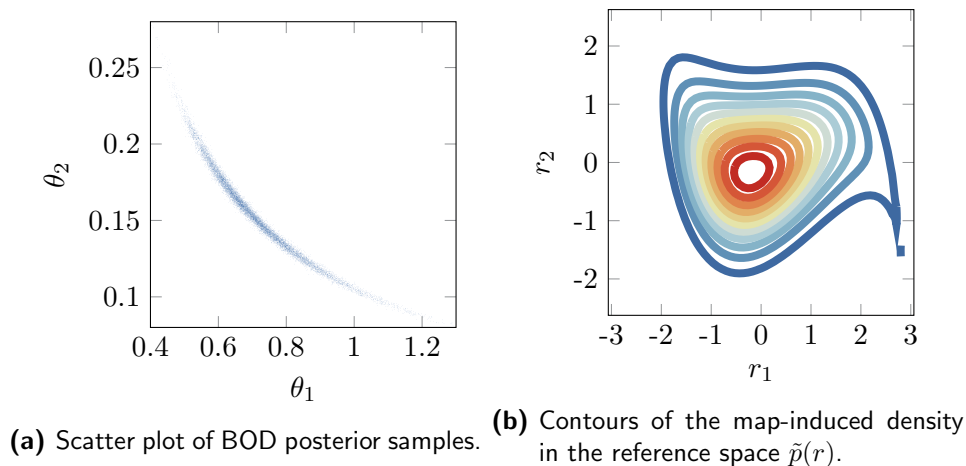 0.25
0.2
0.15
0.1
θ₂
0.4 0.6 0.8 1 1.2
θ₁
(a) Scatter plot of BOD posterior samples.
2
1
0
-1
-2
r₂
-3 -2 -1 0 1 2 3
r₁
(b) Contours of the map-induced density
in the reference space p̃(r).